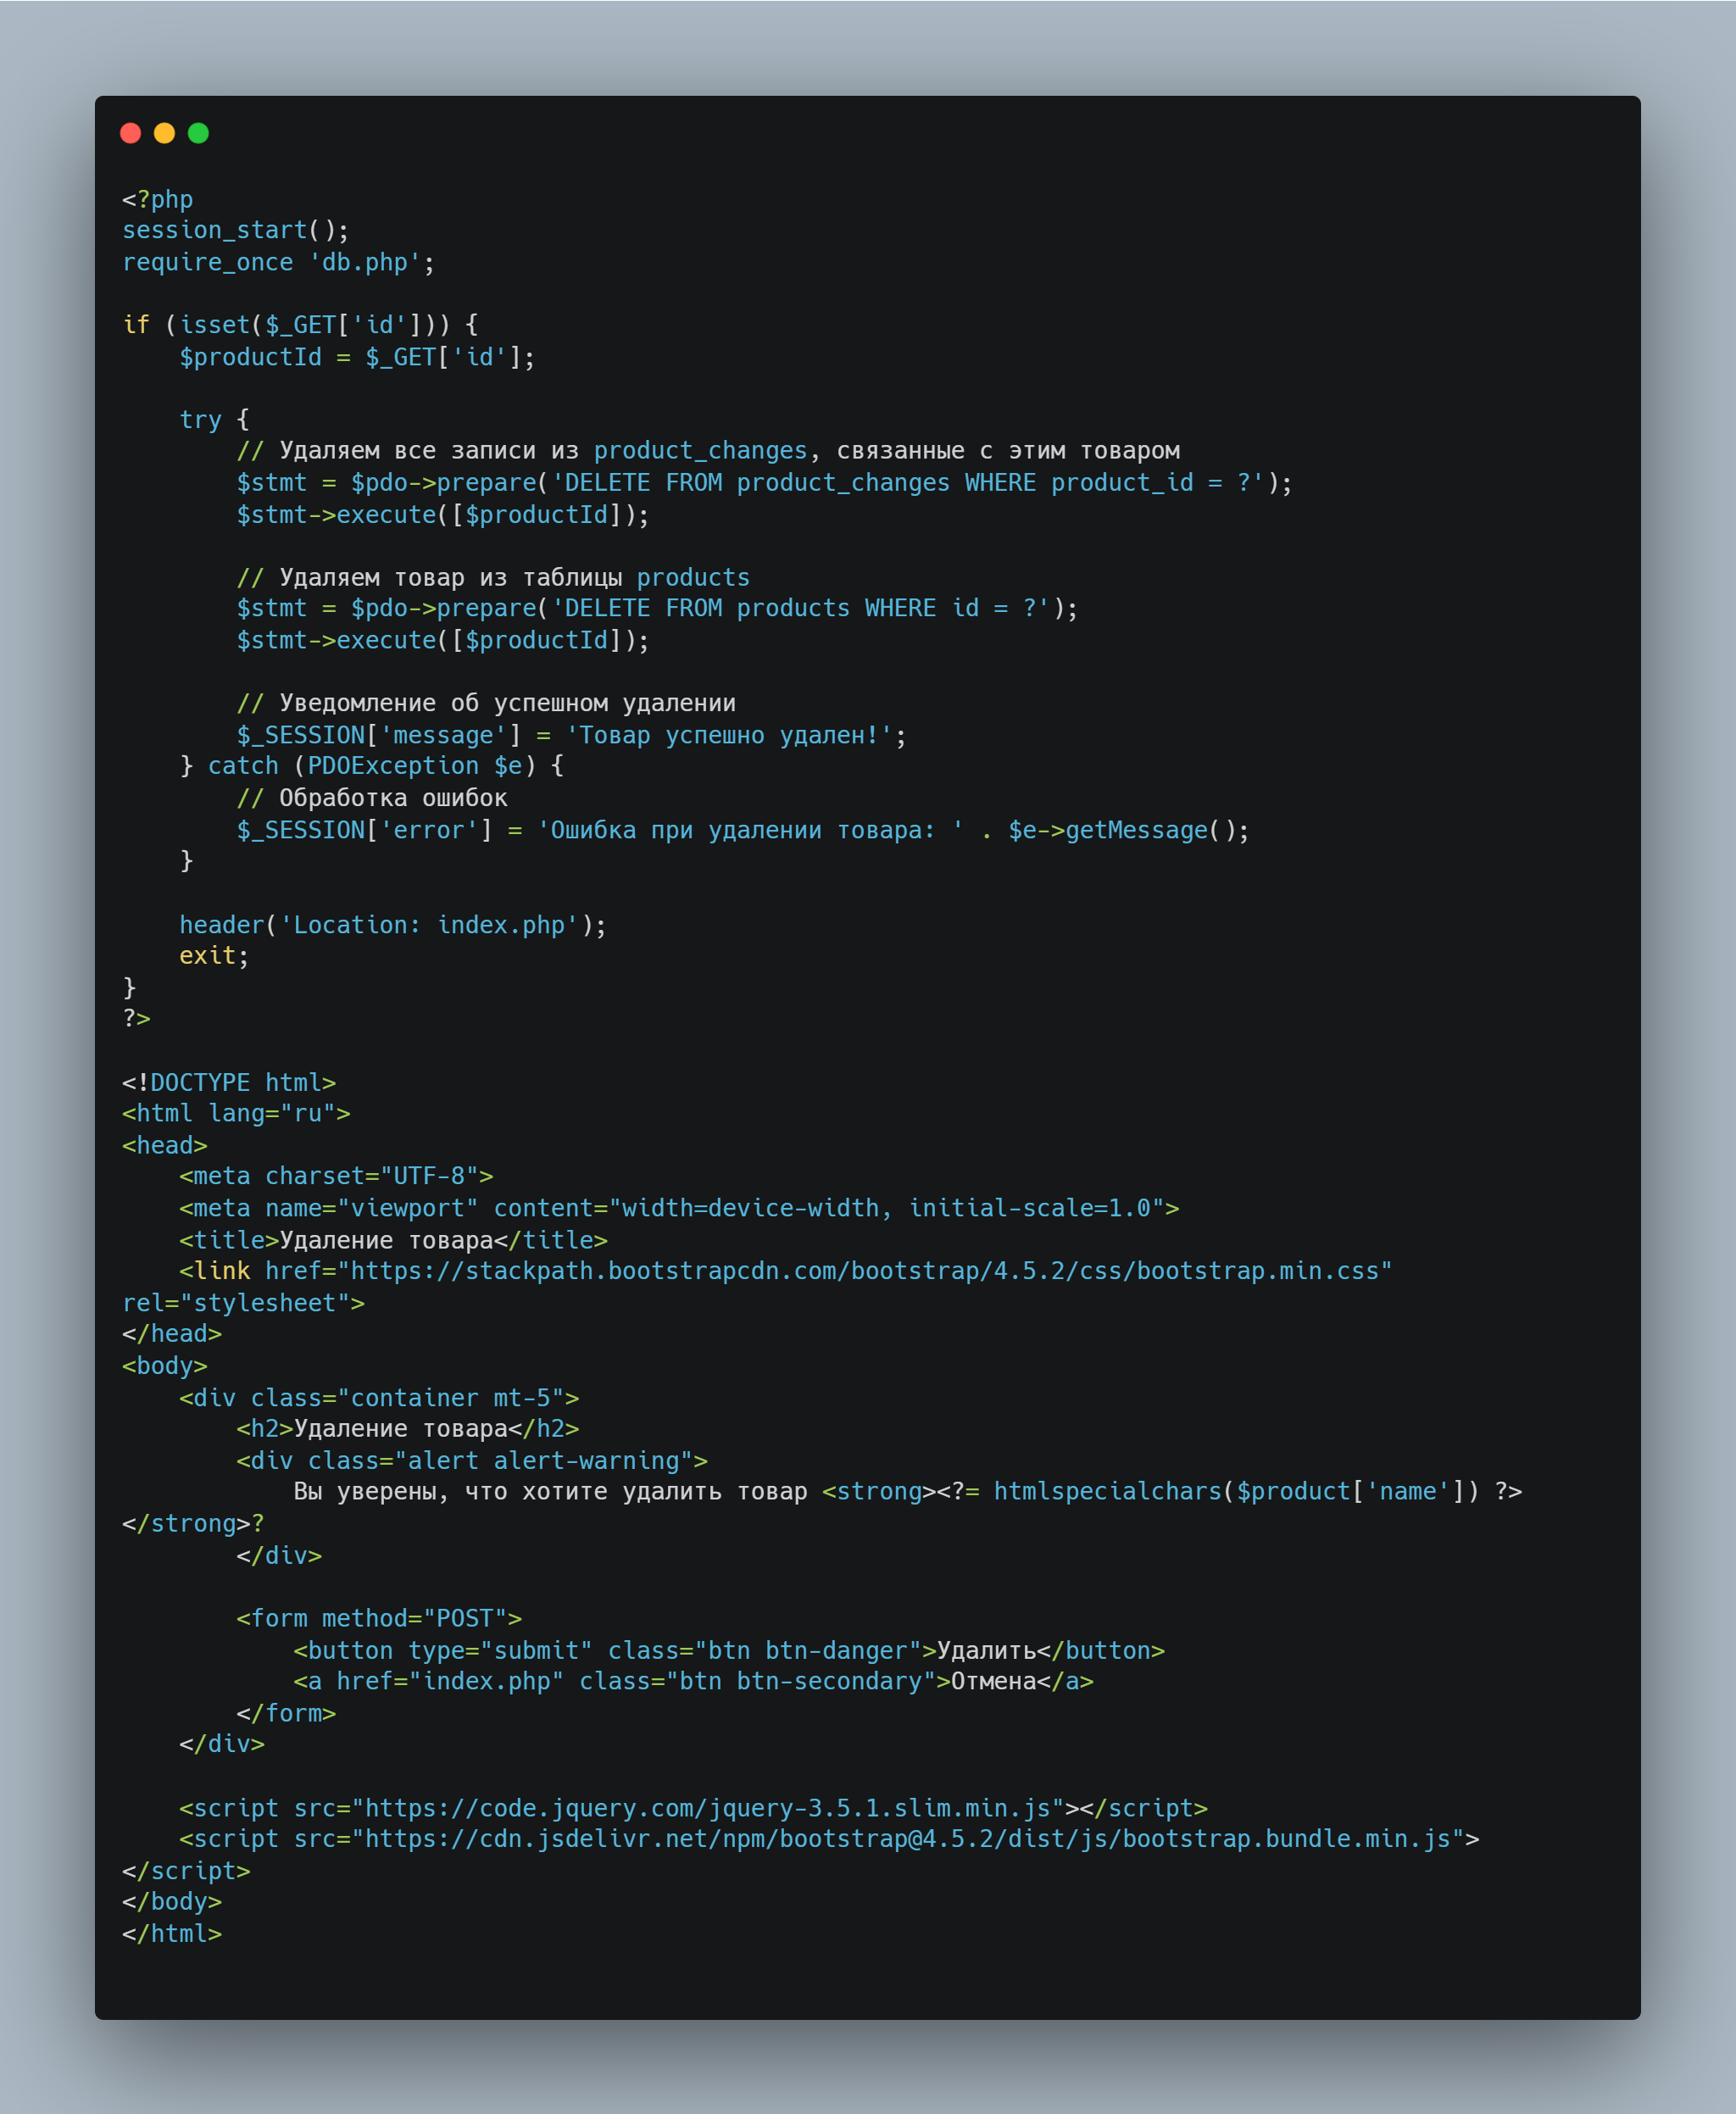 <?php
session_start();
require_once 'db.php';

if (isset($_GET['id'])) {
    $productId = $_GET['id'];

    try {
        // Удаляем все записи из product_changes, связанные с этим товаром
        $stmt = $pdo->prepare('DELETE FROM product_changes WHERE product_id = ?');
        $stmt->execute([$productId]);

        // Удаляем товар из таблицы products
        $stmt = $pdo->prepare('DELETE FROM products WHERE id = ?');
        $stmt->execute([$productId]);

        // Уведомление об успешном удалении
        $_SESSION['message'] = 'Товар успешно удален!';
    } catch (PDOException $e) {
        // Обработка ошибок
        $_SESSION['error'] = 'Ошибка при удалении товара: ' . $e->getMessage();
    }

    header('Location: index.php');
    exit;
}
?>

<!DOCTYPE html>
<html lang="ru">
<head>
    <meta charset="UTF-8">
    <meta name="viewport" content="width=device-width, initial-scale=1.0">
    <title>Удаление товара</title>
    <link href="https://stackpath.bootstrapcdn.com/bootstrap/4.5.2/css/bootstrap.min.css"
rel="stylesheet">
</head>
<body>
    <div class="container mt-5">
        <h2>Удаление товара</h2>
        <div class="alert alert-warning">
            Вы уверены, что хотите удалить товар <strong><?= htmlspecialchars($product['name']) ?>
</strong>?
        </div>

        <form method="POST">
            <button type="submit" class="btn btn-danger">Удалить</button>
            <a href="index.php" class="btn btn-secondary">Отмена</a>
        </form>
    </div>

    <script src="https://code.jquery.com/jquery-3.5.1.slim.min.js"></script>
    <script src="https://cdn.jsdelivr.net/npm/bootstrap@4.5.2/dist/js/bootstrap.bundle.min.js">
</script>
</body>
</html>